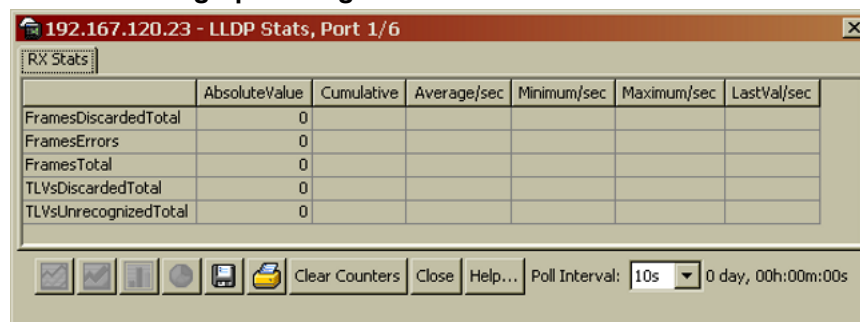 192.167.120.23 - LLDP Stats, Port 1/6
RX Stats
AbsoluteValue Cumulative Average/sec Minimum/sec Maximum/sec LastVal/sec
FramesDiscardedTotal 0
FramesErrors 0
FramesTotal 0
TLVsDiscardedTotal 0
TLVsUnrecognizedTotal 0
Clear Counters Close Help... Poll Interval: 10s 0 day, 00h:00m:00s